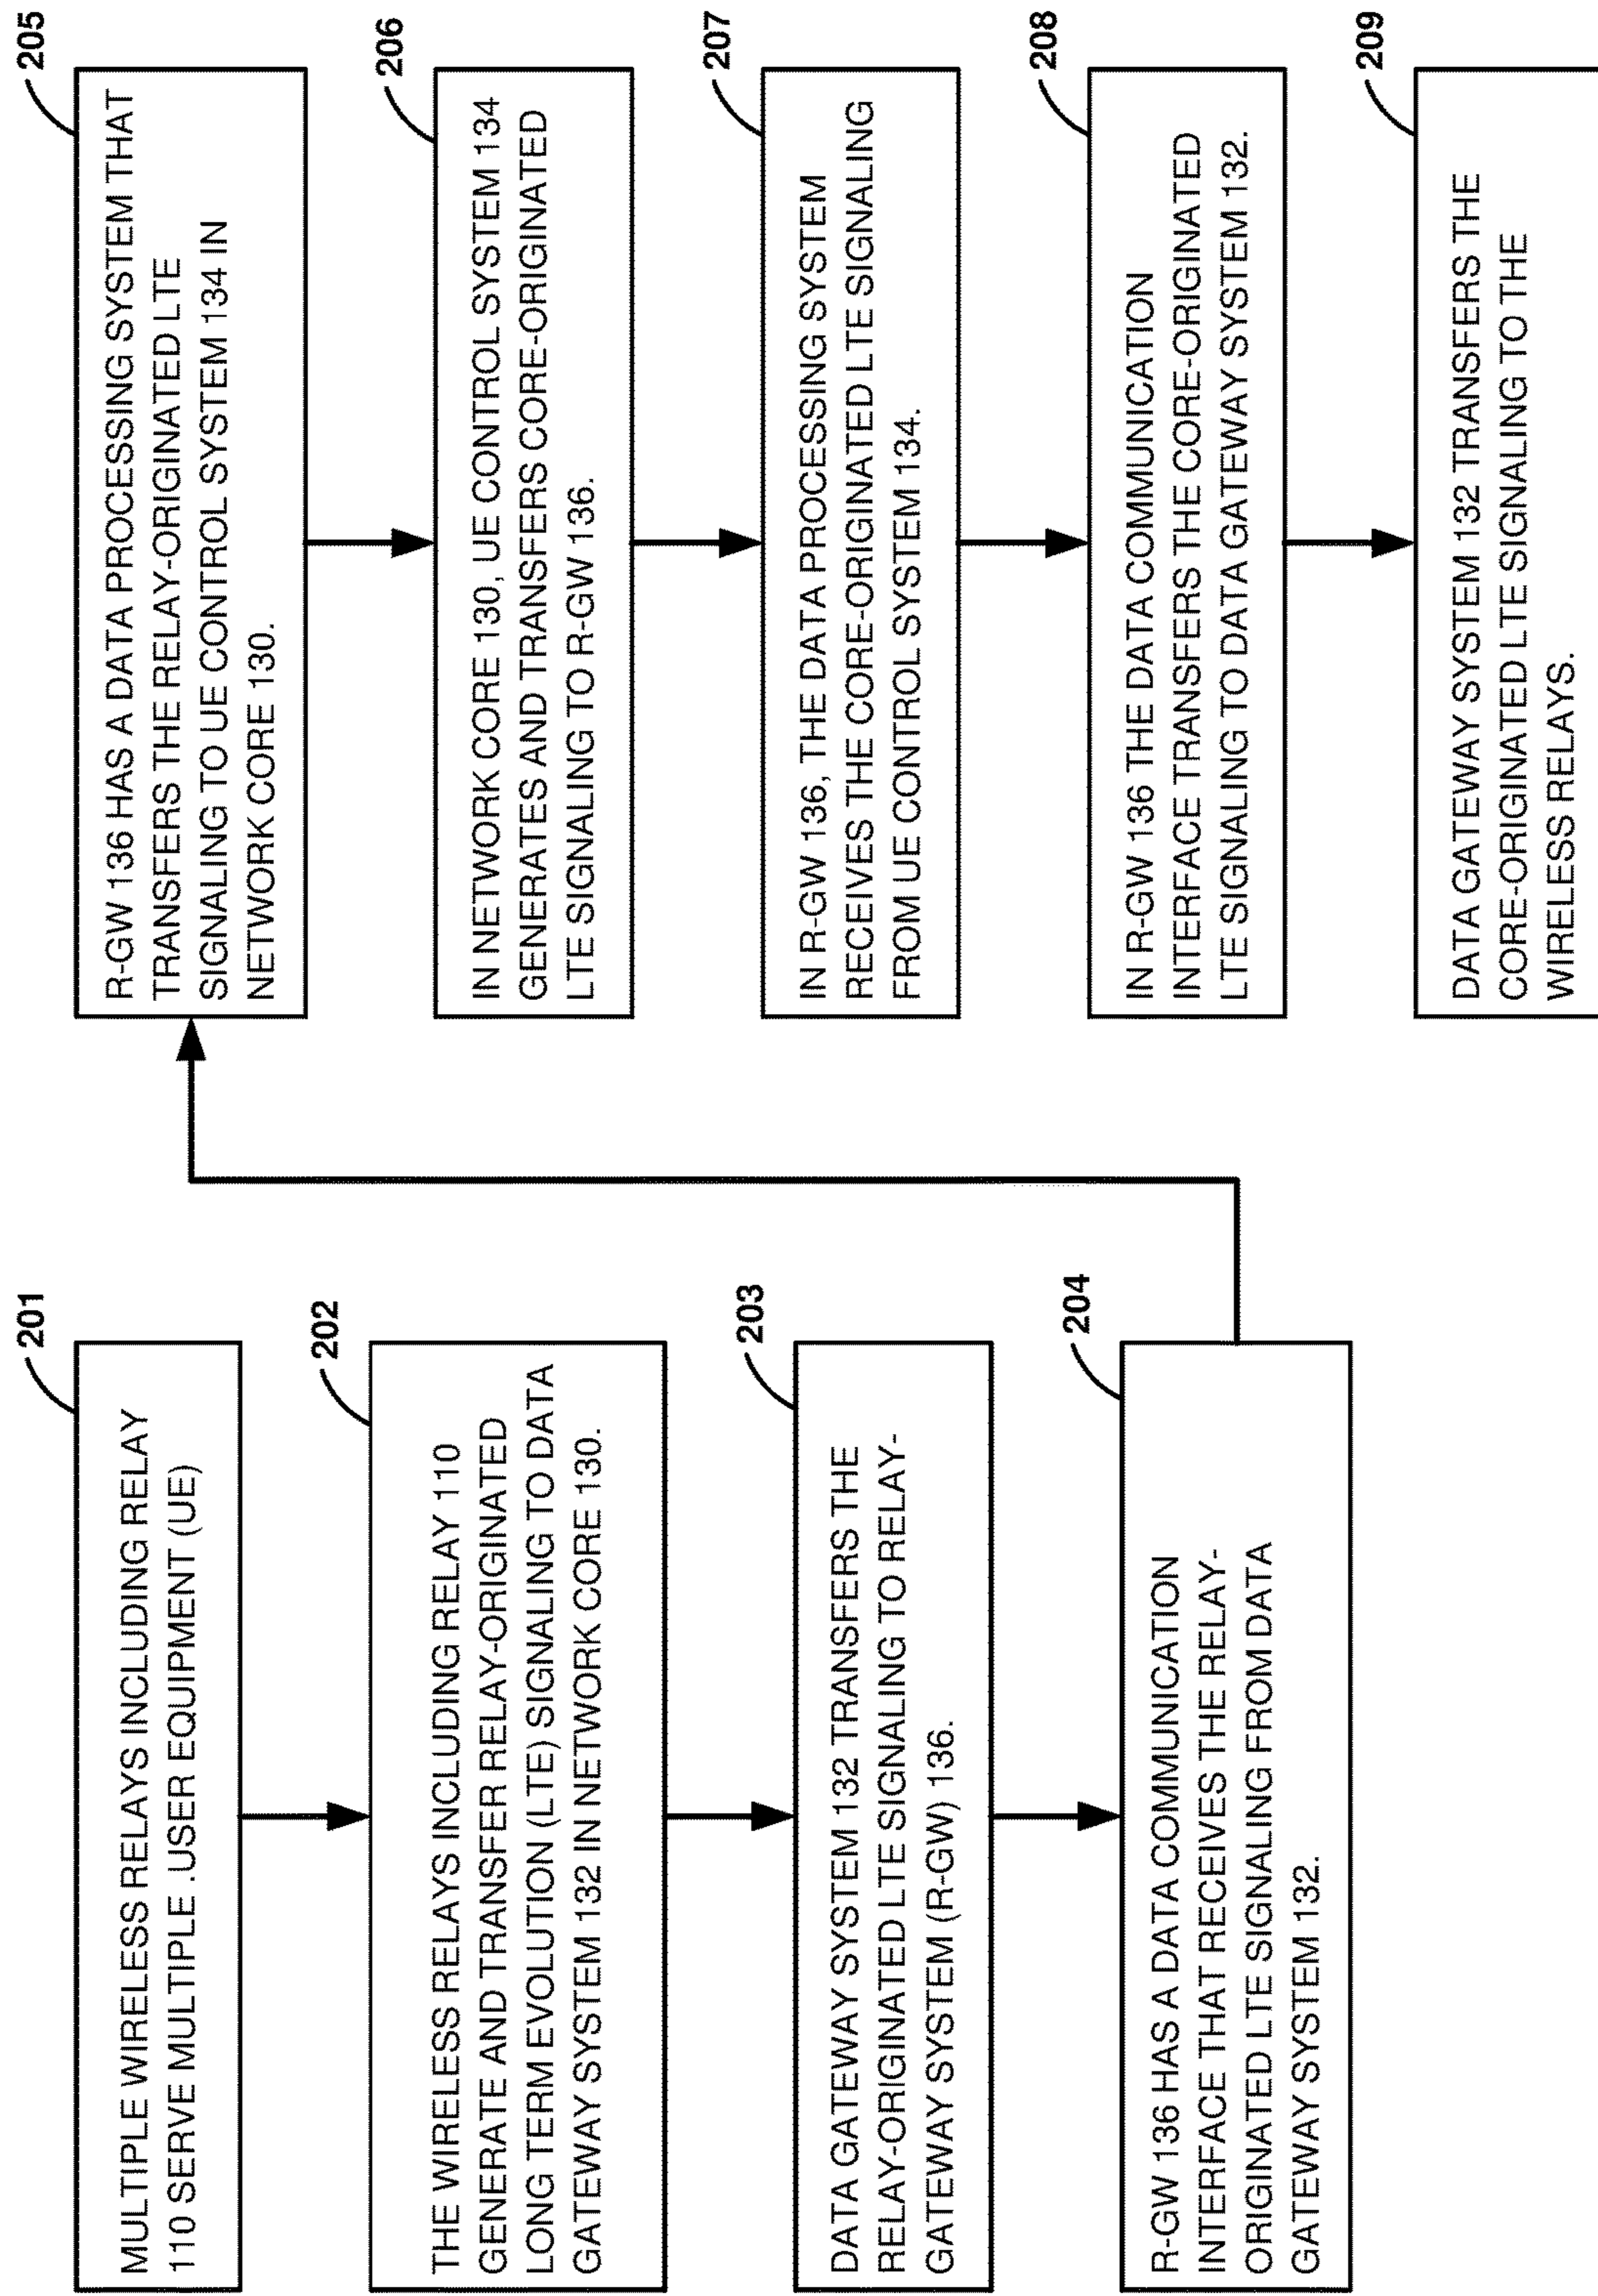 201
MULTIPLE WIRELESS RELAYS INCLUDING RELAY
110 SERVE MULTIPLE .USER EQUIPMENT (UE)
202
THE WIRELESS RELAYS INCLUDING RELAY 110
GENERATE AND TRANSFER RELAY-ORIGINATED
LONG TERM EVOLUTION (LTE) SIGNALING TO DATA
GATEWAY SYSTEM 132 IN NETWORK CORE 130.
203
DATA GATEWAY SYSTEM 132 TRANSFERS THE
RELAY-ORIGINATED LTE SIGNALING TO RELAY-
GATEWAY SYSTEM (R-GW) 136.
204
R-GW 136 HAS A DATA COMMUNICATION
INTERFACE THAT RECEIVES THE RELAY-
ORIGINATED LTE SIGNALING FROM DATA
GATEWAY SYSTEM 132.
205
R-GW 136 HAS A DATA PROCESSING SYSTEM THAT
TRANSFERS THE RELAY-ORIGINATED LTE
SIGNALING TO UE CONTROL SYSTEM 134 IN
NETWORK CORE 130.
206
IN NETWORK CORE 130, UE CONTROL SYSTEM 134
GENERATES AND TRANSFERS CORE-ORIGINATED
LTE SIGNALING TO R-GW 136.
207
IN R-GW 136, THE DATA PROCESSING SYSTEM
RECEIVES THE CORE-ORIGINATED LTE SIGNALING
FROM UE CONTROL SYSTEM 134.
208
IN R-GW 136 THE DATA COMMUNICATION
INTERFACE TRANSFERS THE CORE-ORIGINATED
LTE SIGNALING TO DATA GATEWAY SYSTEM 132.
209
DATA GATEWAY SYSTEM 132 TRANSFERS THE
CORE-ORIGINATED LTE SIGNALING TO THE
WIRELESS RELAYS.